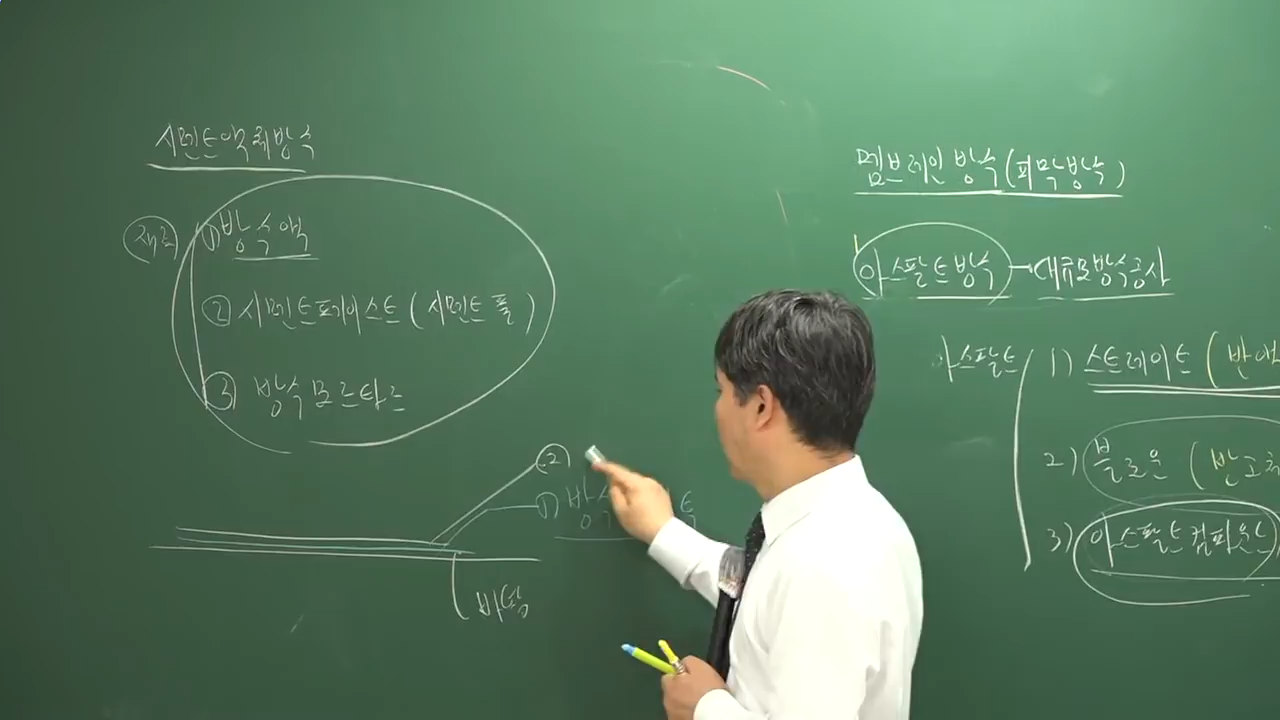 시멘트액체방수
재료 ① 방수액
② 시멘트페이스트 (시멘트 풀)
③ 방수모르타르
②
① 방수
바탕
멤브레인 방수 (피막방수)
아스팔트방수 → 대규모방수공사
아스팔트 1) 스트레이트 (
2) 블로운 (반고체
3) 아스팔트컴파운드